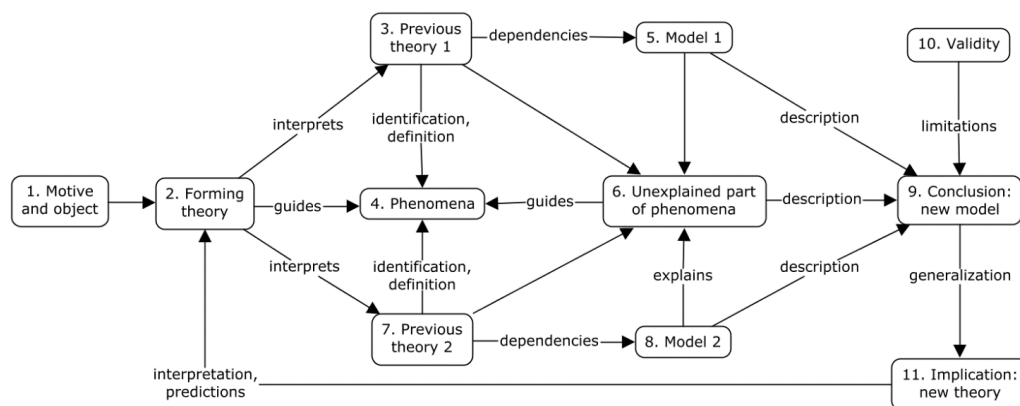 3. Previous
theory 1
dependencies
5. Model 1
10. Validity
interprets
identification,
definition
description
limitations
1. Motive
and object
2. Forming
theory
guides
4. Phenomena
guides
6. Unexplained part
of phenomena
description
9. Conclusion:
new model
interprets
identification,
definition
explains
description
generalization
7. Previous
theory 2
dependencies
8. Model 2
interpretation,
predictions
11. Implication:
new theory